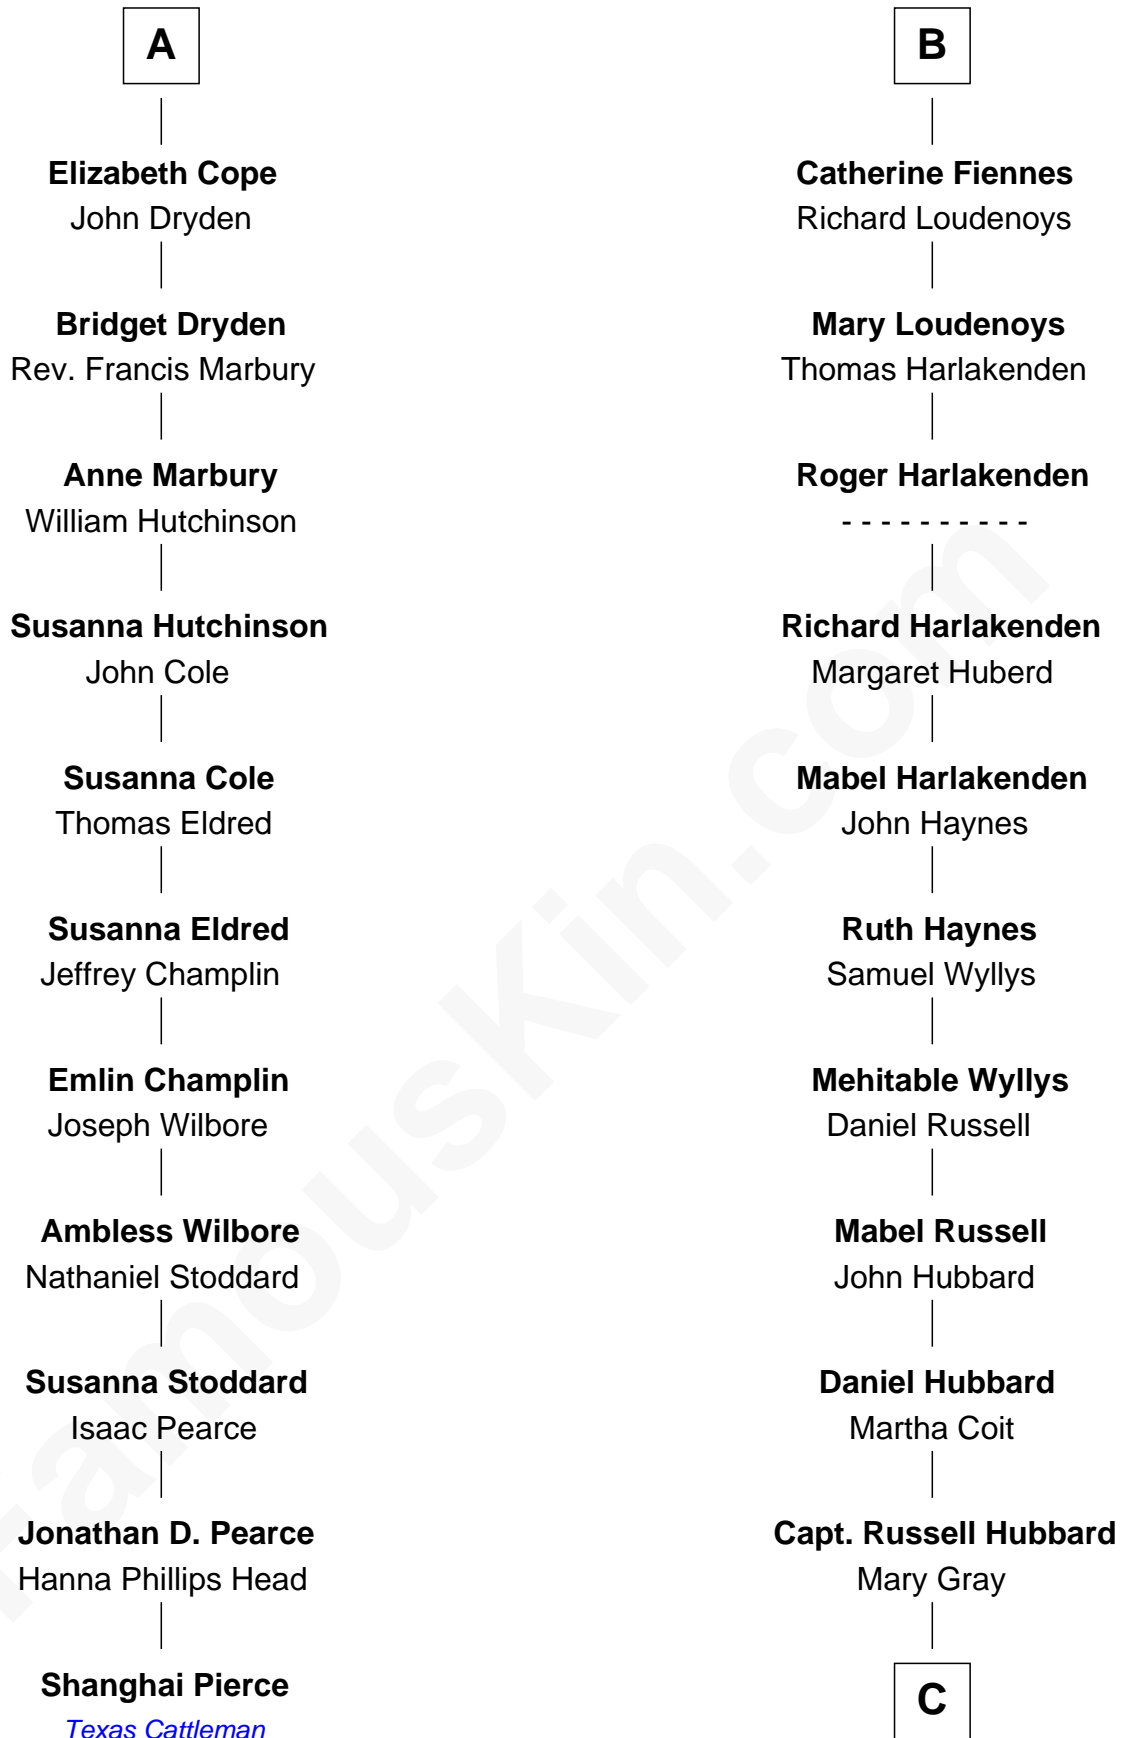 A
Elizabeth Cope
John Dryden
Bridget Dryden
Rev. Francis Marbury
Anne Marbury
William Hutchinson
Susanna Hutchinson
John Cole
Susanna Cole
Thomas Eldred
Susanna Eldred
Jeffrey Champlin
Emlin Champlin
Joseph Wilbore
Ambless Wilbore
Nathaniel Stoddard
Susanna Stoddard
Isaac Pearce
Jonathan D. Pearce
Hanna Phillips Head
Shanghai Pierce
Texas Cattleman
B
Catherine Fiennes
Richard Loudenoys
Mary Loudenoys
Thomas Harlakenden
Roger Harlakenden
- - - - - - - - - -
Richard Harlakenden
Margaret Huberd
Mabel Harlakenden
John Haynes
Ruth Haynes
Samuel Wyllys
Mehitable Wyllys
Daniel Russell
Mabel Russell
John Hubbard
Daniel Hubbard
Martha Coit
Capt. Russell Hubbard
Mary Gray
C
FamousKin.com